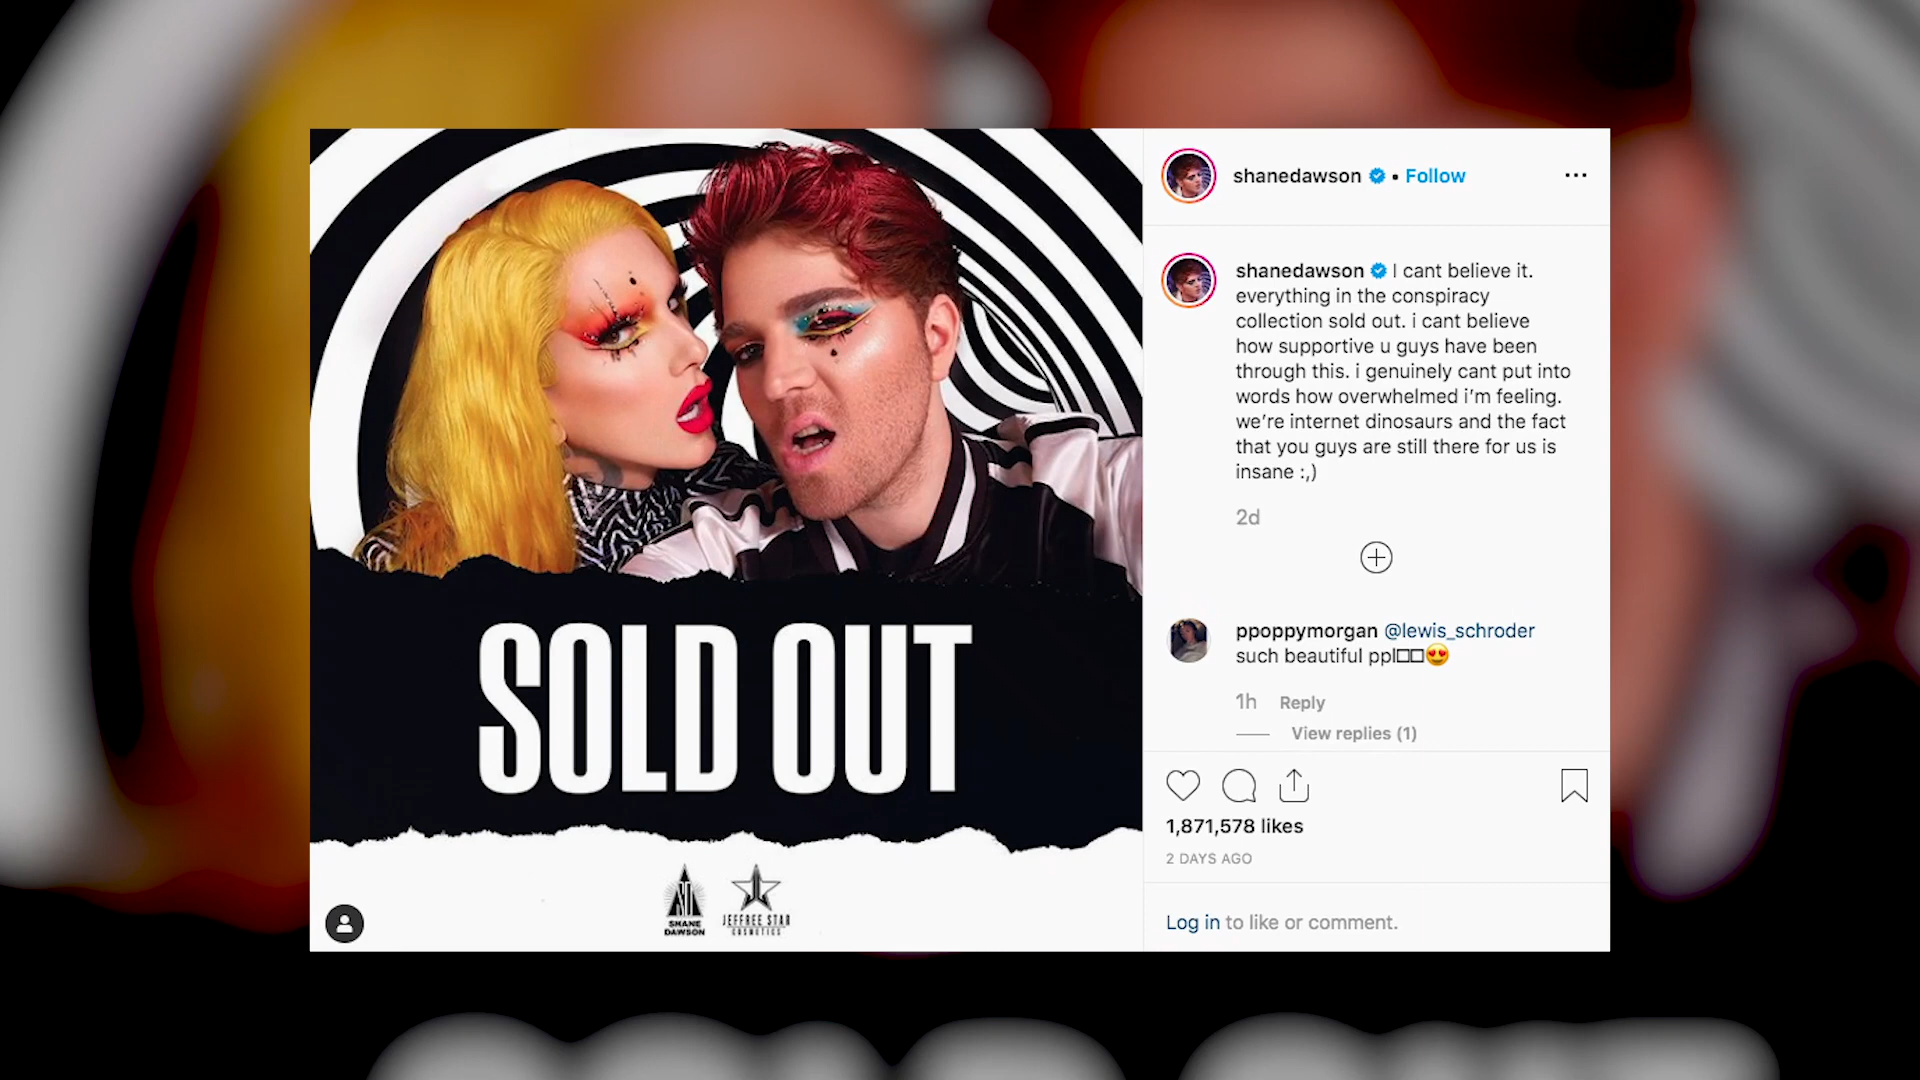 SOLD OUT
SHANE
DAWSON
JEFFREE STAR
COSMETICS
shanedawson • Follow
shanedawson I cant believe it.
everything in the conspiracy
collection sold out. i cant believe
how supportive u guys have been
through this. i genuinely cant put into
words how overwhelmed i'm feeling.
we're internet dinosaurs and the fact
that you guys are still there for us is
insane :,)
2d
ppoppymorgan @lewis_schroder
such beautiful ppl□□😍
1h Reply
View replies (1)
1,871,578 likes
2 DAYS AGO
Log in to like or comment.